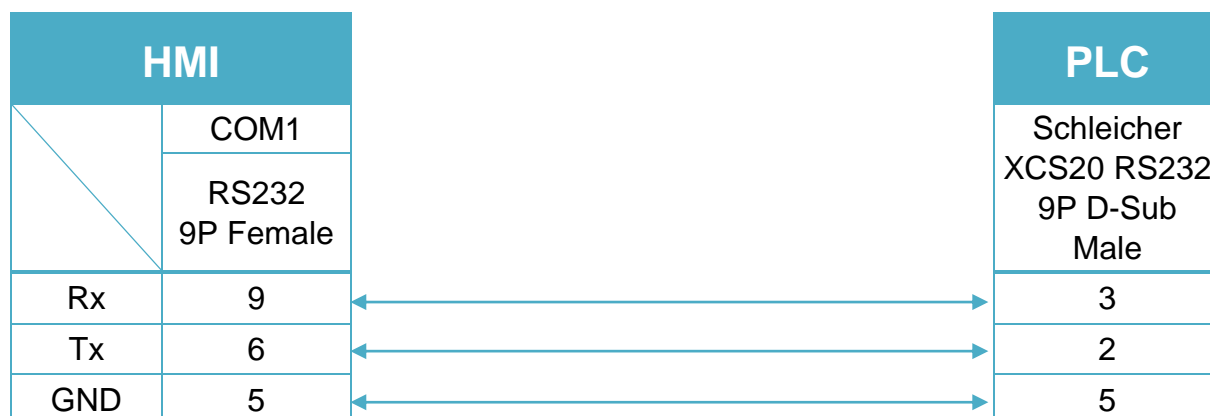 HMI
PLC
COM1
RS232
9P Female
Schleicher
XCS20 RS232
9P D-Sub
Male
Rx 9 3
Tx 6 2
GND 5 5